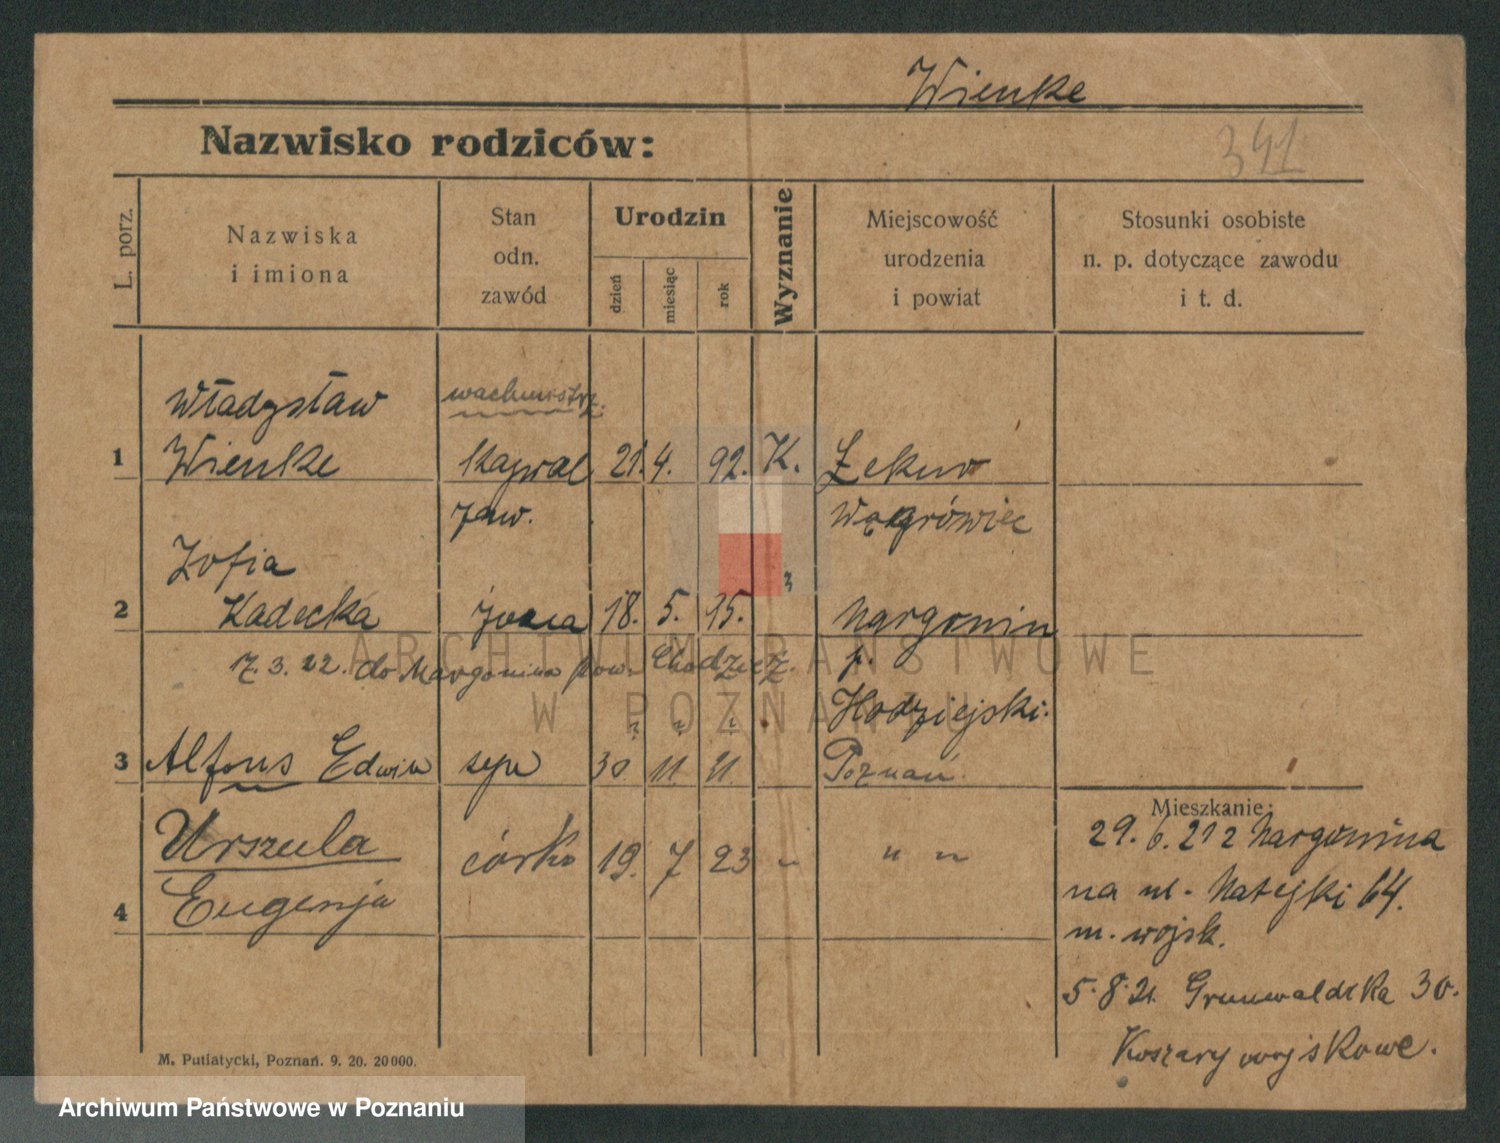 Wienke
Nazwisko rodziców:
341
L. porz.
Nazwiska
i imiona
Stan
odn.
zawód
Urodzin
dzień
miesiąc
rok
Wyznanie
Miejscowość
urodzenia
i powiat
Stosunki osobiste
n. p. dotyczące zawodu
i t. d.
Władysław
wachmistrz.
1 Wienke
21. 4. 92. K. Łekno
zaw.
Wągrówiec
Zofia
2 Kadecka żona 18. 5. 15. Margonin
7. 3. 22. do Margonina pow. Chodzież.
p.
Hodziejski.
3 Alfons Edwin syn 30 11 21 Poznań
Mieszkanie:
Urszula córka 19. 7 23 " "
4 Eugenja
29. 6. 21 z Margonina
na ul. Matejki 64.
m. wojsk.
5. 8. 21. Grunwaldzka 30.
Koszary wojskowe.
M. Putiatycki, Poznań. 9. 20. 20000.
ARCHIWUM PAŃSTWOWE
W POZNANIU
Archiwum Państwowe w Poznaniu